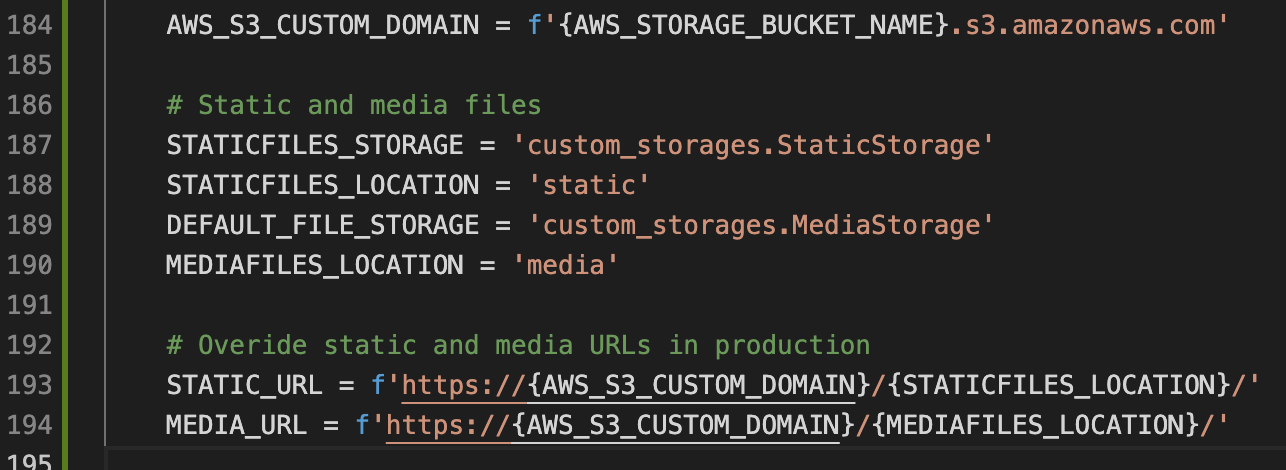 184 AWS_S3_CUSTOM_DOMAIN = f'{AWS_STORAGE_BUCKET_NAME}.s3.amazonaws.com'
185
186 # Static and media files
187 STATICFILES_STORAGE = 'custom_storages.StaticStorage'
188 STATICFILES_LOCATION = 'static'
189 DEFAULT_FILE_STORAGE = 'custom_storages.MediaStorage'
190 MEDIAFILES_LOCATION = 'media'
191
192 # Overide static and media URLs in production
193 STATIC_URL = f'https://{AWS_S3_CUSTOM_DOMAIN}/{STATICFILES_LOCATION}/'
194 MEDIA_URL = f'https://{AWS_S3_CUSTOM_DOMAIN}/{MEDIAFILES_LOCATION}/'
195